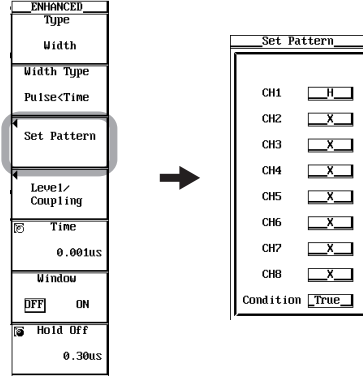 ENHANCED
Type
Width
Width Type
Pulse<Time
Set Pattern
Level/
Coupling
Time
0.001us
Window
OFF ON
Hold Off
0.30us
Set Pattern
CH1 H
CH2 X
CH3 X
CH4 X
CH5 X
CH6 X
CH7 X
CH8 X
Condition True